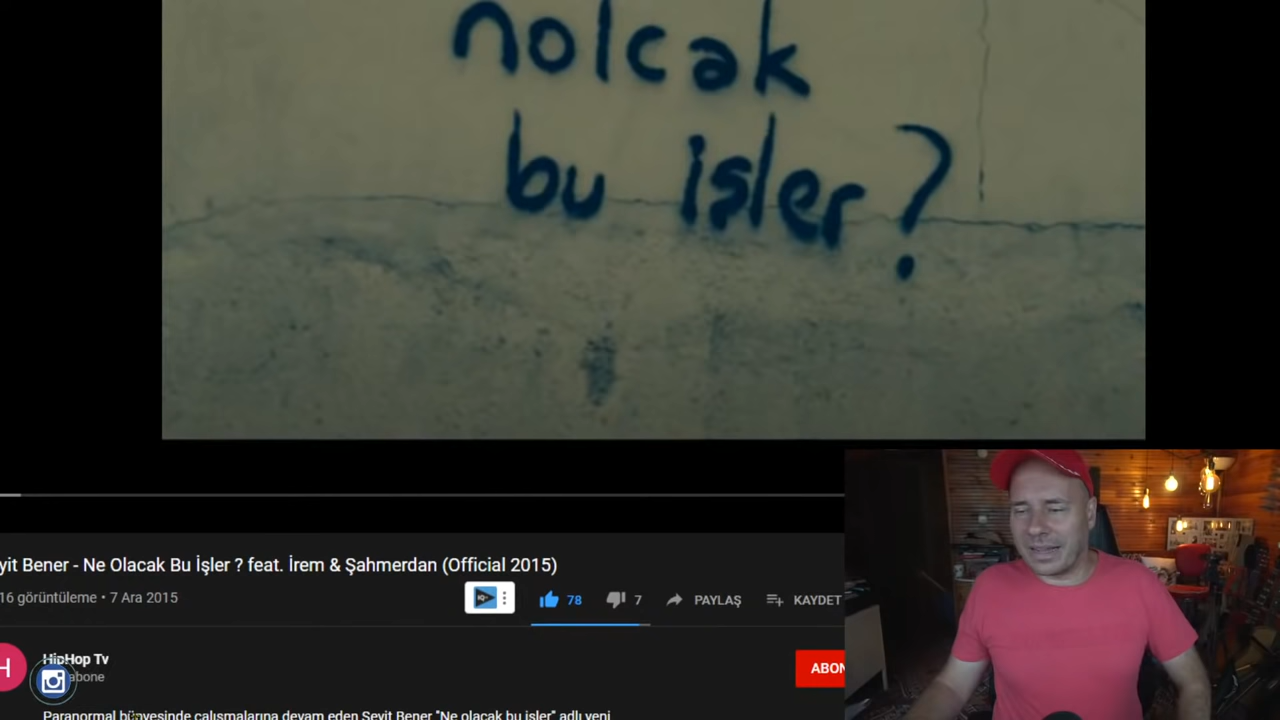 nolcak
bu işler?
yit Bener - Ne Olacak Bu İşler ? feat. İrem & Şahmerdan (Official 2015)
16 görüntüleme • 7 Ara 2015
78
7
PAYLAŞ
KAYDET
H
HipHop Tv
abone
ABON
Paranormal bünyesinde çalışmalarına devam eden Seyit Bener "Ne olacak bu işler" adlı yeni